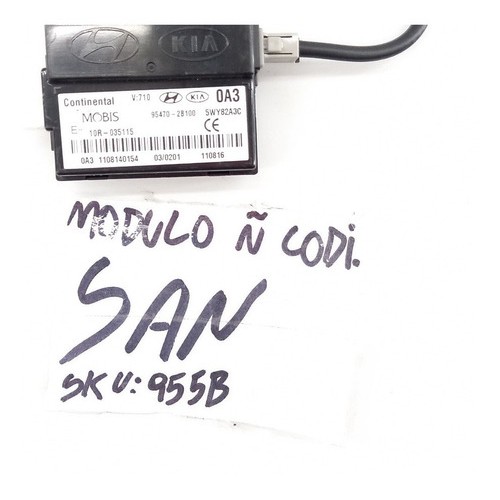 KIA
Continental V:710 KIA 0A3
MOBIS 95470-2B100 5WY82A3C
10R-035115 CE
0A3 1108140154 03/0201 110816
MODULO Ñ CODI.
SAN
SKU:955B